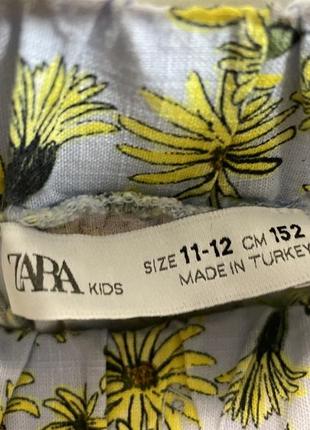 ZARA KIDS
SIZE 11-12 CM 152
MADE IN TURKEY